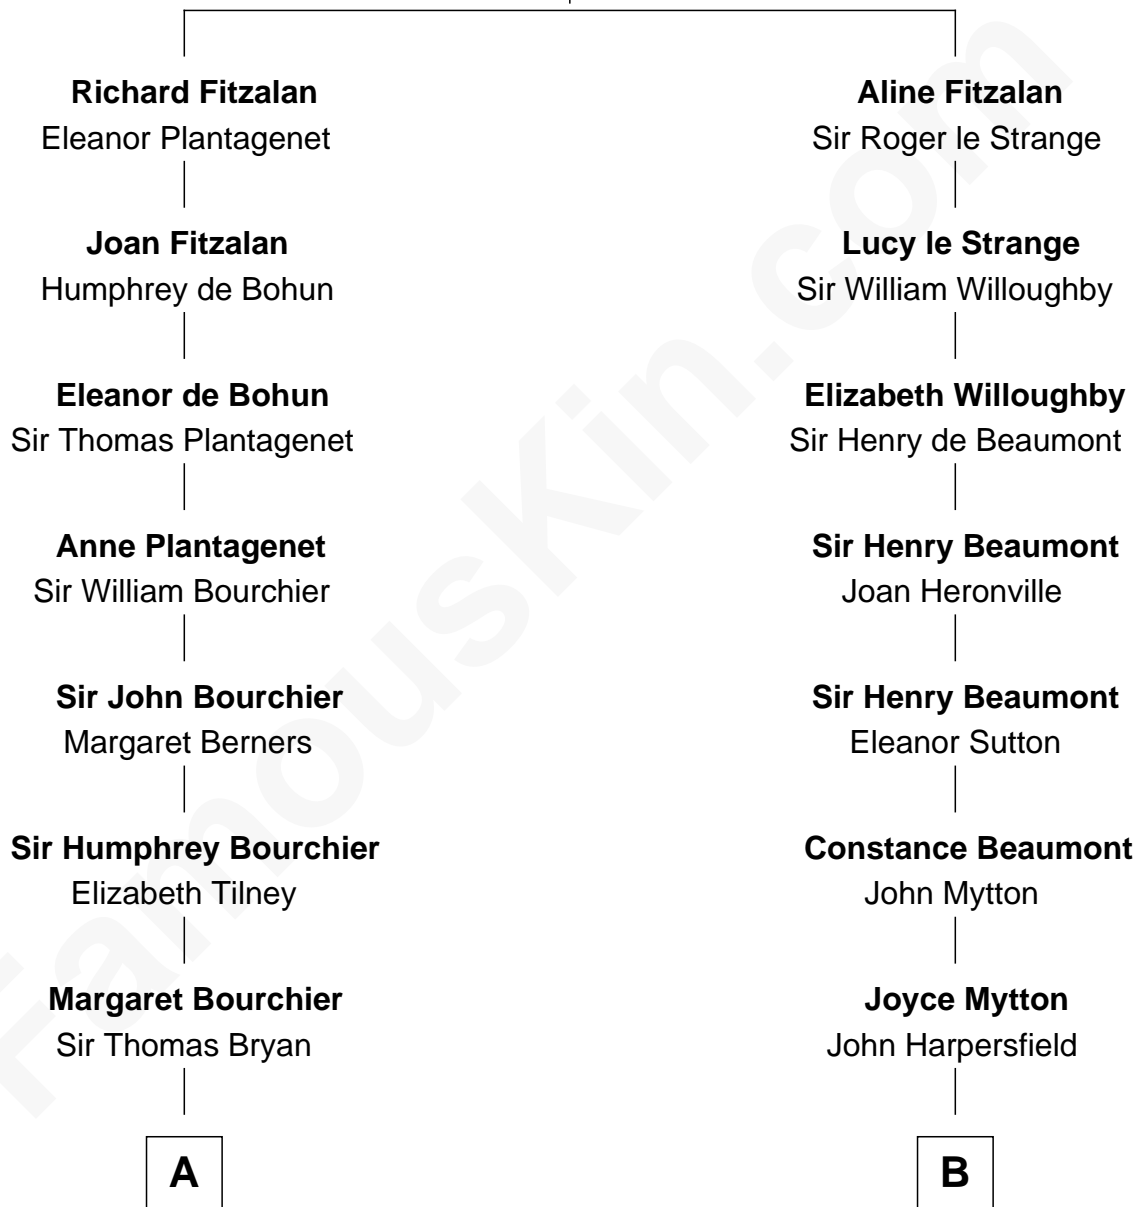 Richard Fitzalan
Eleanor Plantagenet
Joan Fitzalan
Humphrey de Bohun
Eleanor de Bohun
Sir Thomas Plantagenet
Anne Plantagenet
Sir William Bourchier
Sir John Bourchier
Margaret Berners
Sir Humphrey Bourchier
Elizabeth Tilney
Margaret Bourchier
Sir Thomas Bryan
A
Aline Fitzalan
Sir Roger le Strange
Lucy le Strange
Sir William Willoughby
Elizabeth Willoughby
Sir Henry de Beaumont
Sir Henry Beaumont
Joan Heronville
Sir Henry Beaumont
Eleanor Sutton
Constance Beaumont
John Mytton
Joyce Mytton
John Harpersfield
B
FamousKin.com